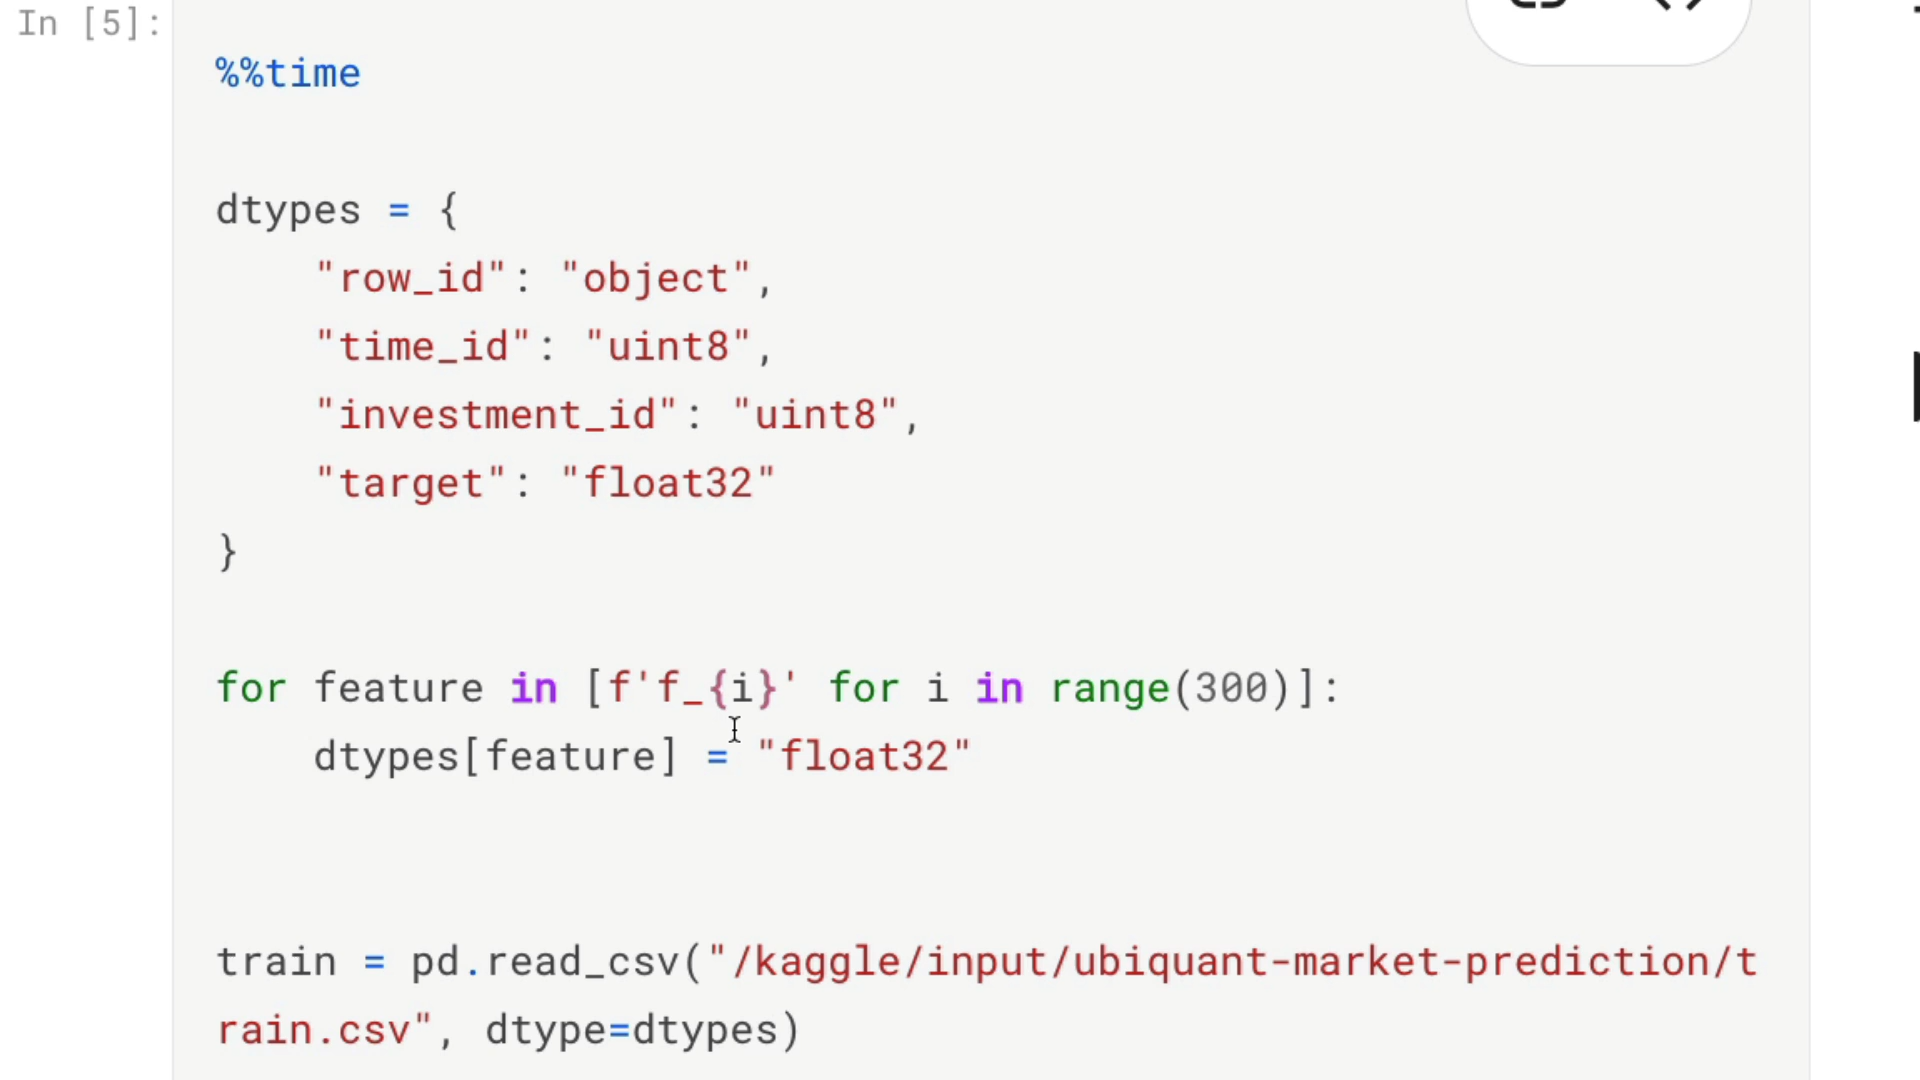 In [5]:
%%time
dtypes = {
    "row_id": "object",
    "time_id": "uint8",
    "investment_id": "uint8",
    "target": "float32"
}
for feature in [f'f_{i}' for i in range(300)]:
    dtypes[feature] = "float32"
train = pd.read_csv("/kaggle/input/ubiquant-market-prediction/t
rain.csv", dtype=dtypes)